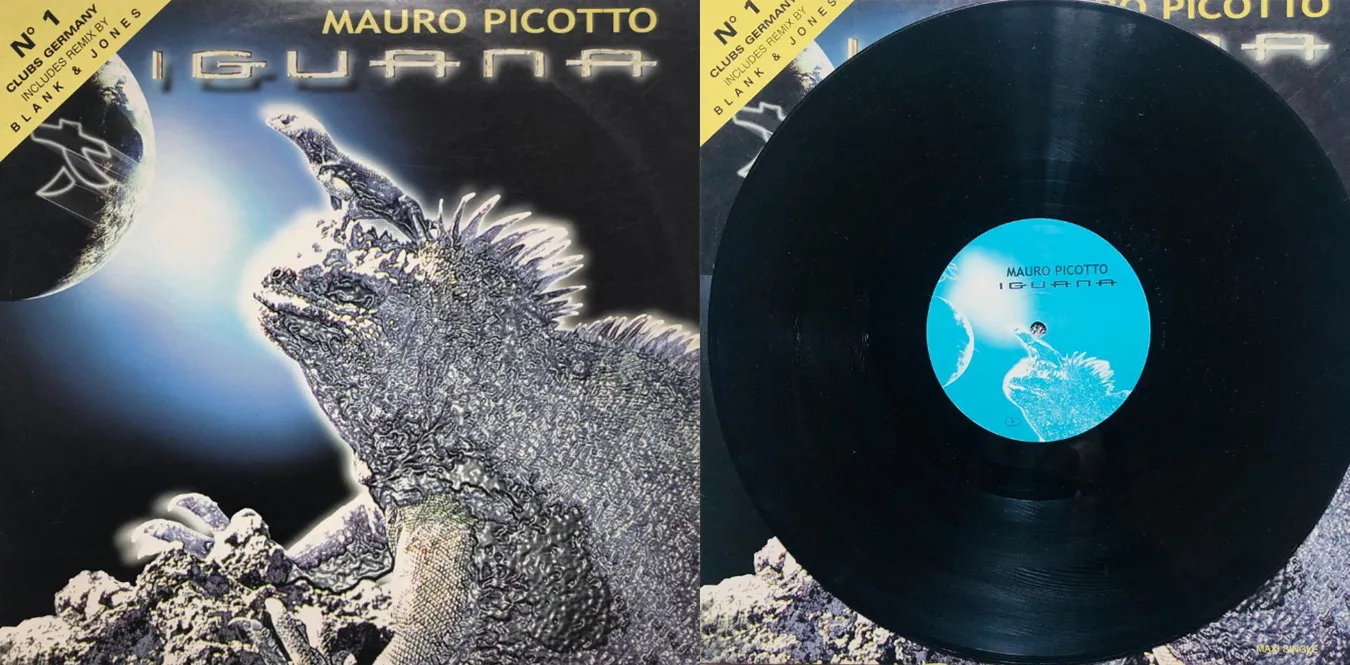 N° 1
CLUBS GERMANY
INCLUDES REMIX BY
BLANK & JONES
MAURO PICOTTO
IGUANA
N° 1
CLUBS GERMANY
INCLUDES REMIX BY
BLANK & JONES
PICOTTO
MAURO PICOTTO
IGUANA
MAXI SINGLE